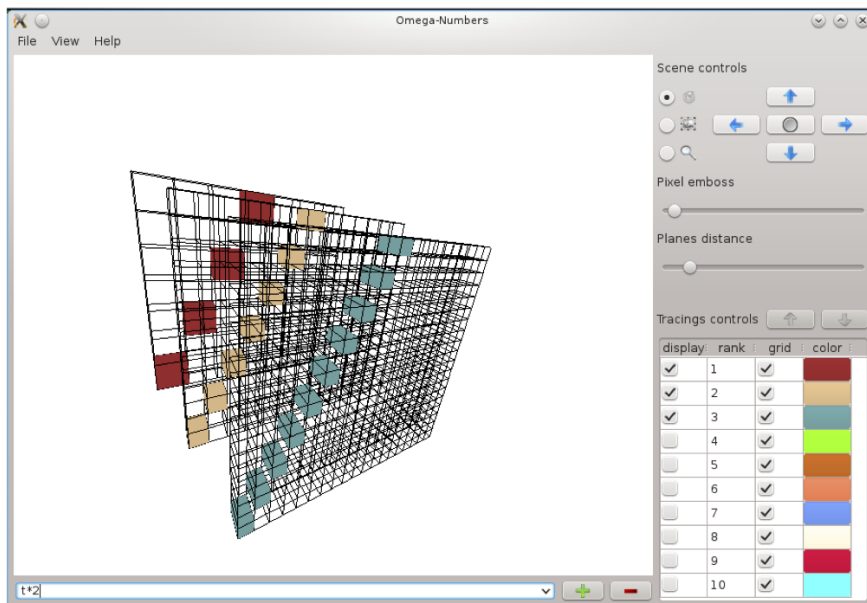 Omega-Numbers
File View Help
Scene controls
Pixel emboss
Planes distance
Tracings controls
display rank grid color
1
2
3
4
5
6
7
8
9
10
t*2